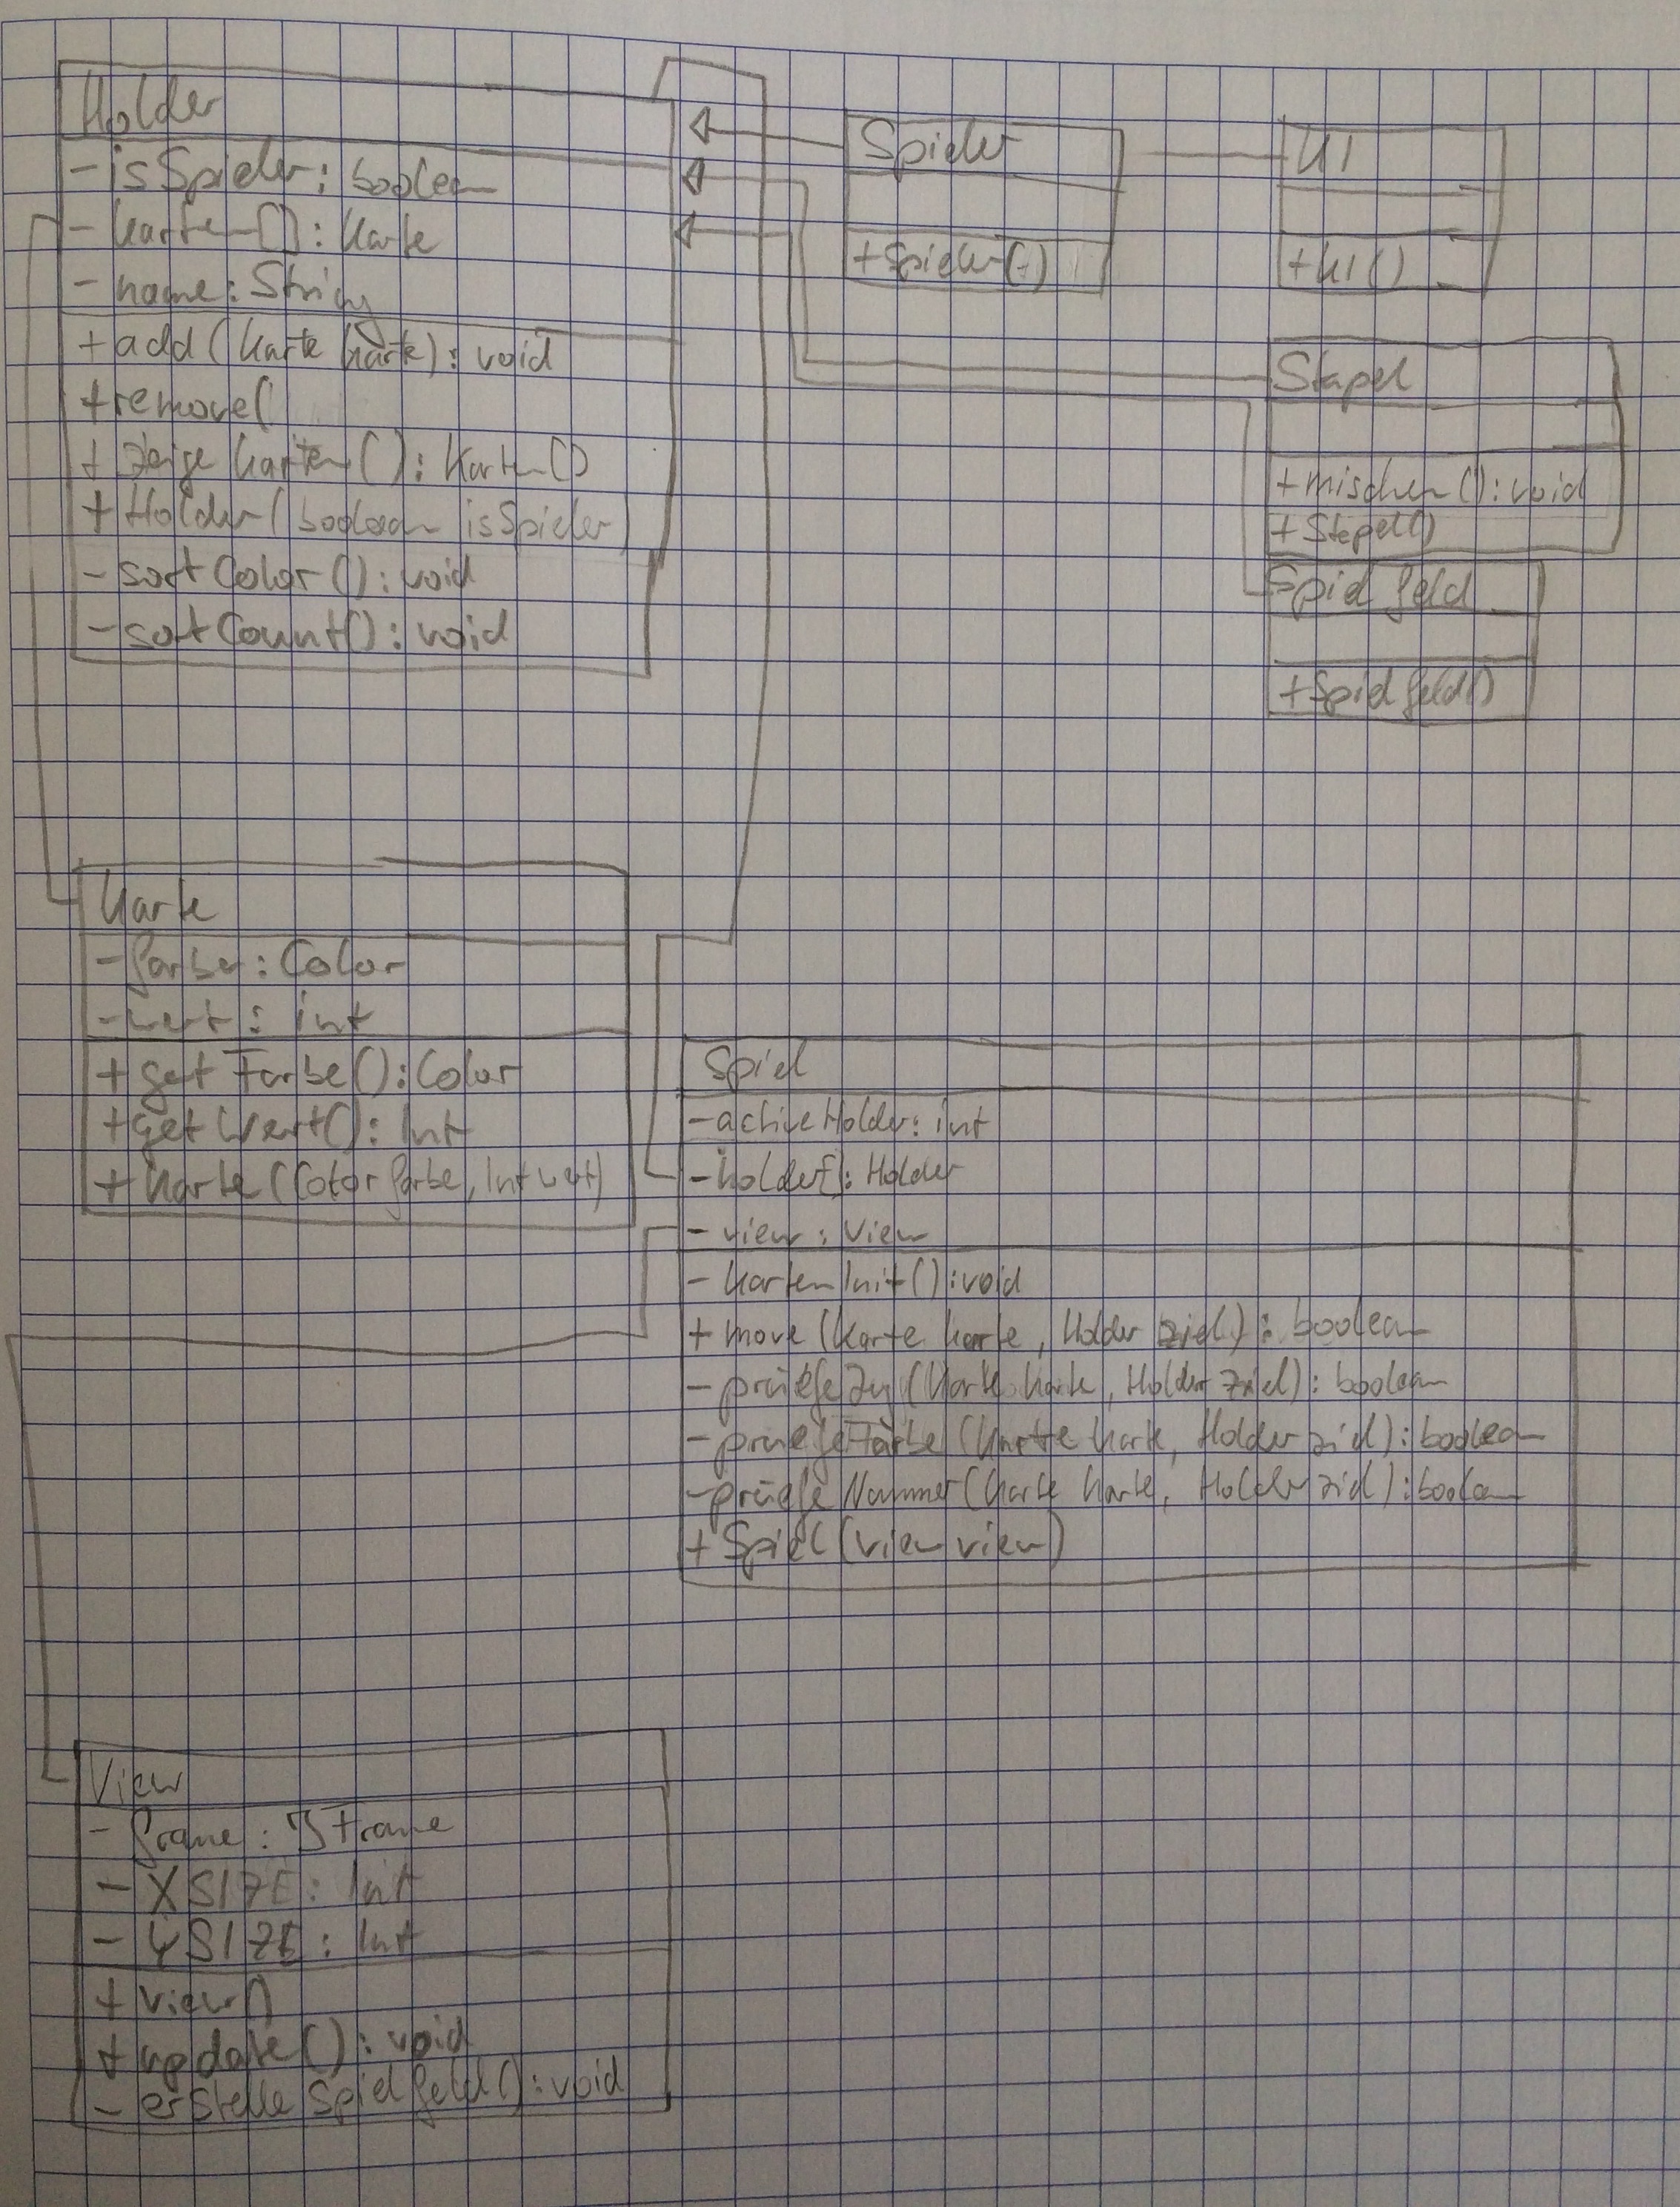 Holder
- isSpieler: boolean
- Karten[]: Karte
- name: String
+ add(Karte karte): void
+ remove(
+ zeige Karten(): Karten()
+ Holder(boolean isSpieler)
- sortColor(): void
- sortCount(): void
Spieler
+ Spieler()
KI
+ KI()
Stapel
+ mischen(): void
+ Stapel()
Spielfeld
+ Spielfeld()
Karte
- farbe: Color
- wert: int
+ getFarbe(): Color
+ getWert(): Int
+ Karte(Color farbe, Int wert)
Spiel
- activeHolder: int
- holder[]: Holder
- view: View
- kartenInit(): void
+ move(Karte karte, Holder ziel): boolean
- prüfeZug(Karte karte, Holder ziel): boolean
- prüfeFarbe(Karte karte, Holder ziel): boolean
- prüfeNummer(Karte karte, Holder ziel): boolean
+ Spiel(View view)
View
- frame: JFrame
- XSIZE: Int
- YSIZE: Int
+ View()
+ update(): void
- erstelleSpielfeld(): void